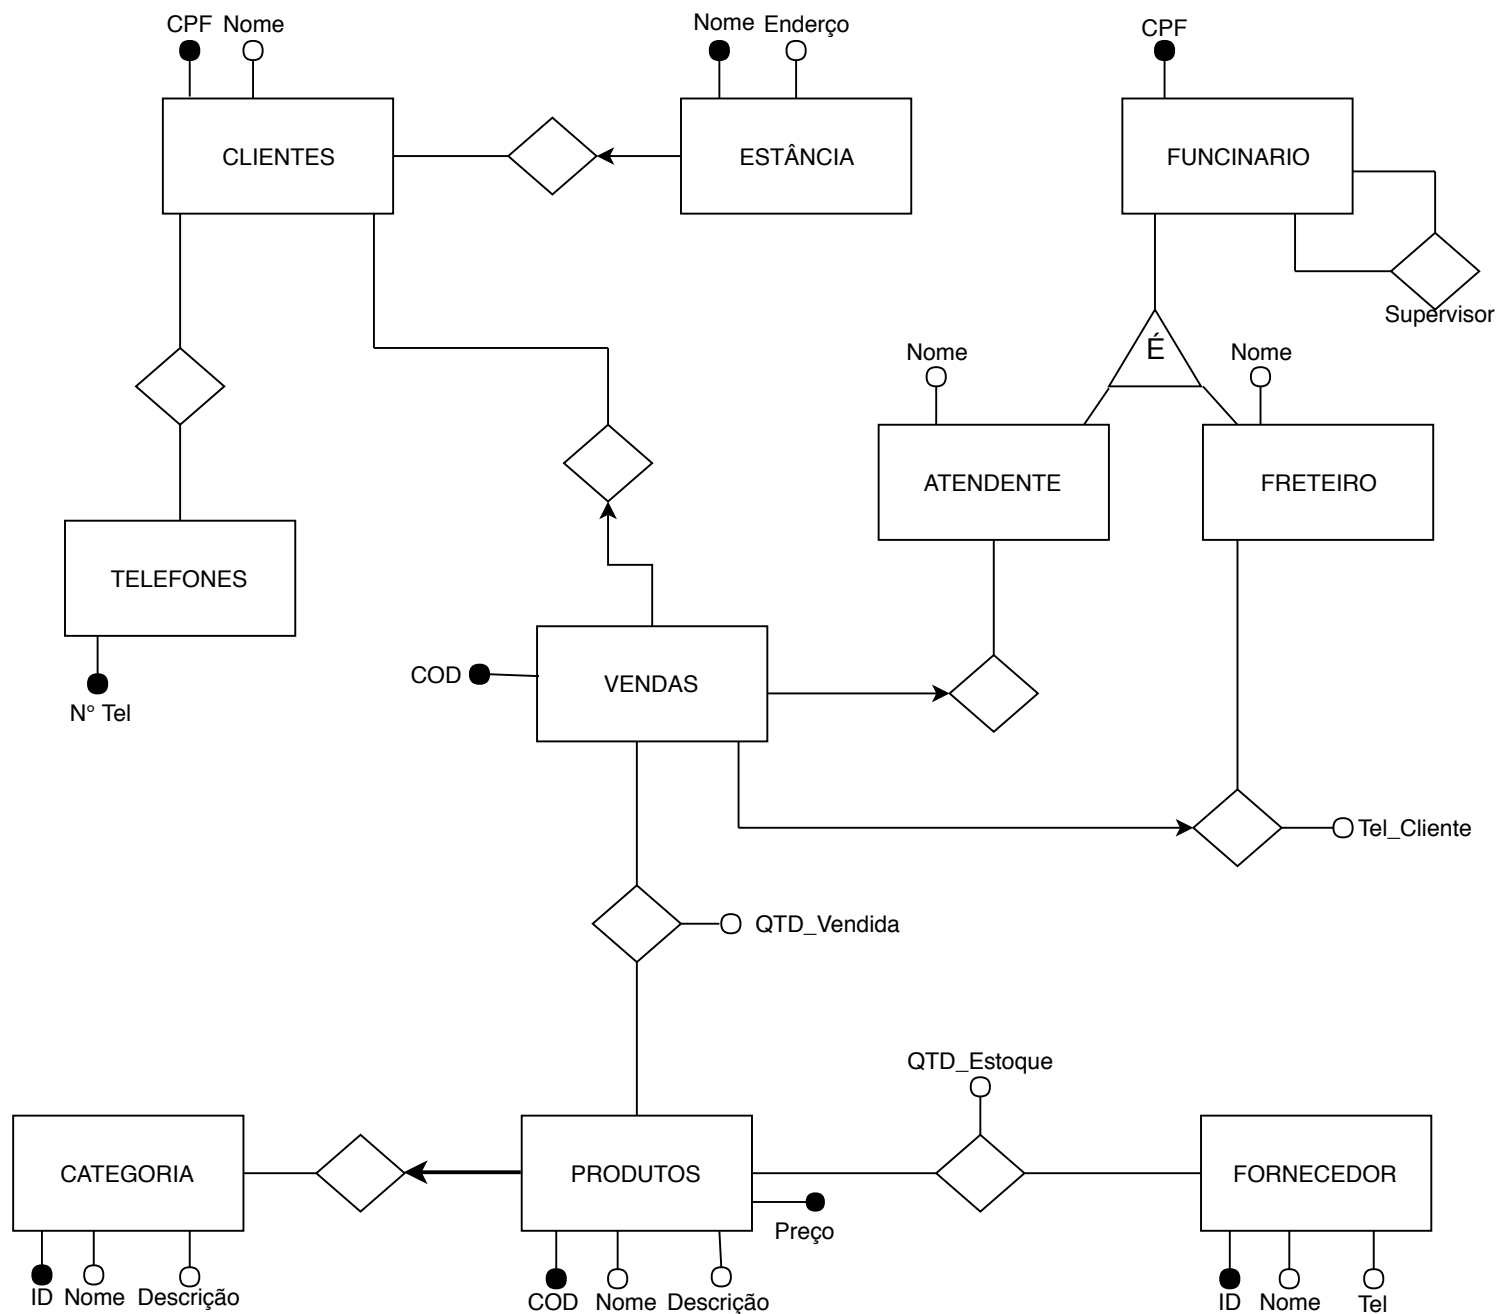 CPF Nome
Nome Enderço
CPF
CLIENTES
ESTÂNCIA
FUNCINARIO
Supervisor
É
Nome
Nome
ATENDENTE
FRETEIRO
TELEFONES
N° Tel
COD
VENDAS
Tel_Cliente
QTD_Vendida
QTD_Estoque
CATEGORIA
PRODUTOS
FORNECEDOR
Preço
ID Nome Descrição
COD Nome Descrição
ID Nome Tel